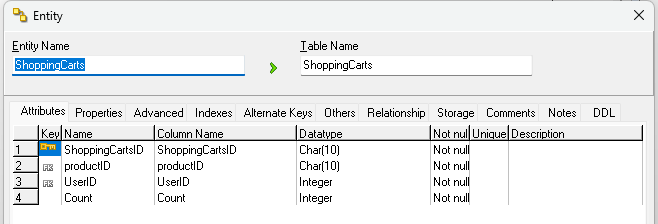 Entity
Entity Name
Table Name
ShoppingCarts
ShoppingCarts
Attributes Properties Advanced Indexes Alternate Keys Others Relationship Storage Comments Notes DDL
Key Name Column Name Datatype Not null Unique Description
1 ShoppingCartsID ShoppingCartsID Char(10) Not null
2 FK productID productID Char(10) Not null
3 FK UserID UserID Integer Not null
4 Count Count Integer Not null